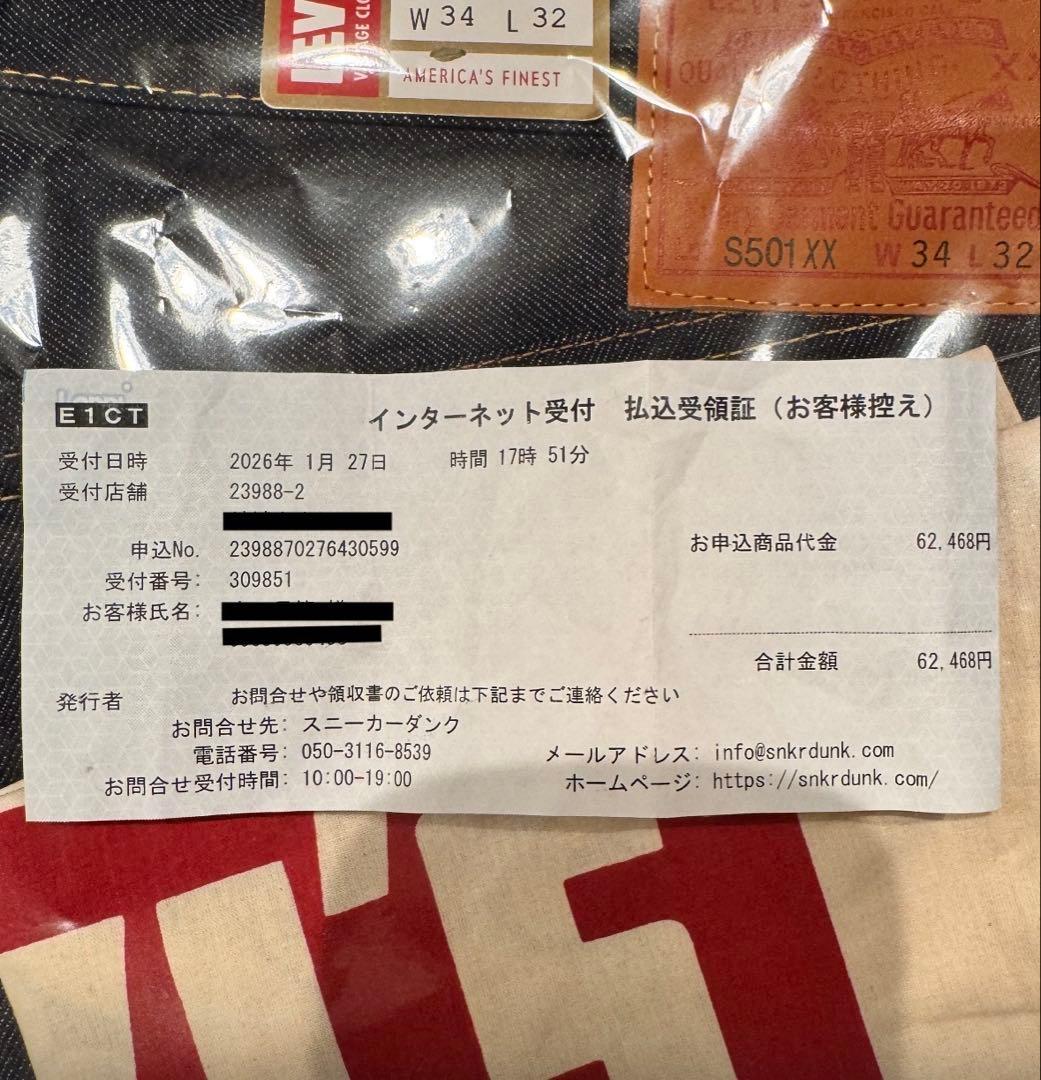 LEV
W 34 L 32
AMERICA'S FINEST
XX
MAY 20 1873
Garment Guaranteed
S501XX W 34 L 32
E1CT
インターネット受付 払込受領証（お客様控え）
受付日時 2026年 1月 27日 時間 17時 51分
受付店舗 23988-2
申込No. 2398870276430599
お申込商品代金 62,468円
受付番号: 309851
お客様氏名:
合計金額 62,468円
発行者 お問合せや領収書のご依頼は下記までご連絡ください
お問合せ先: スニーカーダンク
電話番号: 050-3116-8539 メールアドレス: info@snkrdunk.com
お問合せ受付時間: 10:00-19:00 ホームページ: https://snkrdunk.com/